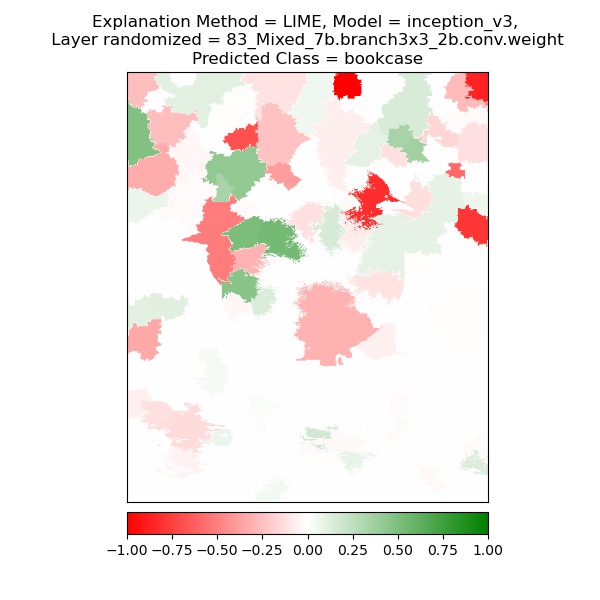 Explanation Method = LIME, Model = inception_v3,
Layer randomized = 83_Mixed_7b.branch3x3_2b.conv.weight
Predicted Class = bookcase
−1.00 −0.75 −0.50 −0.25 0.00 0.25 0.50 0.75 1.00